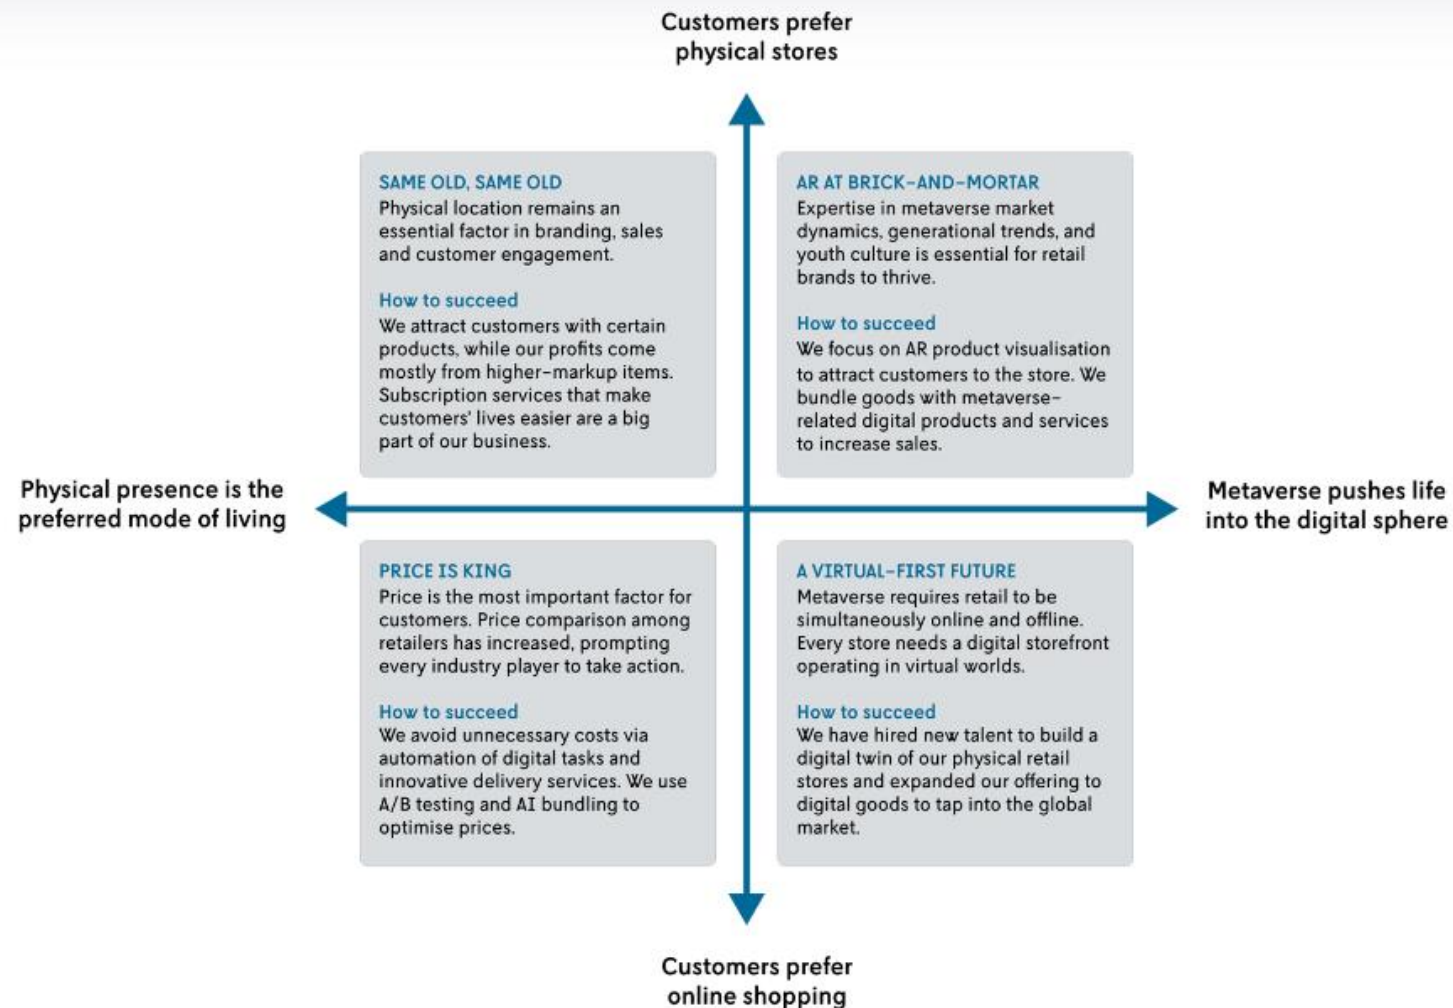 Customers prefer
physical stores
SAME OLD, SAME OLD
Physical location remains an
essential factor in branding, sales
and customer engagement.
How to succeed
We attract customers with certain
products, while our profits come
mostly from higher-markup items.
Subscription services that make
customers' lives easier are a big
part of our business.
AR AT BRICK-AND-MORTAR
Expertise in metaverse market
dynamics, generational trends, and
youth culture is essential for retail
brands to thrive.
How to succeed
We focus on AR product visualisation
to attract customers to the store. We
bundle goods with metaverse-
related digital products and services
to increase sales.
Physical presence is the
preferred mode of living
Metaverse pushes life
into the digital sphere
PRICE IS KING
Price is the most important factor for
customers. Price comparison among
retailers has increased, prompting
every industry player to take action.
How to succeed
We avoid unnecessary costs via
automation of digital tasks and
innovative delivery services. We use
A/B testing and AI bundling to
optimise prices.
A VIRTUAL-FIRST FUTURE
Metaverse requires retail to be
simultaneously online and offline.
Every store needs a digital storefront
operating in virtual worlds.
How to succeed
We have hired new talent to build a
digital twin of our physical retail
stores and expanded our offering to
digital goods to tap into the global
market.
Customers prefer
online shopping